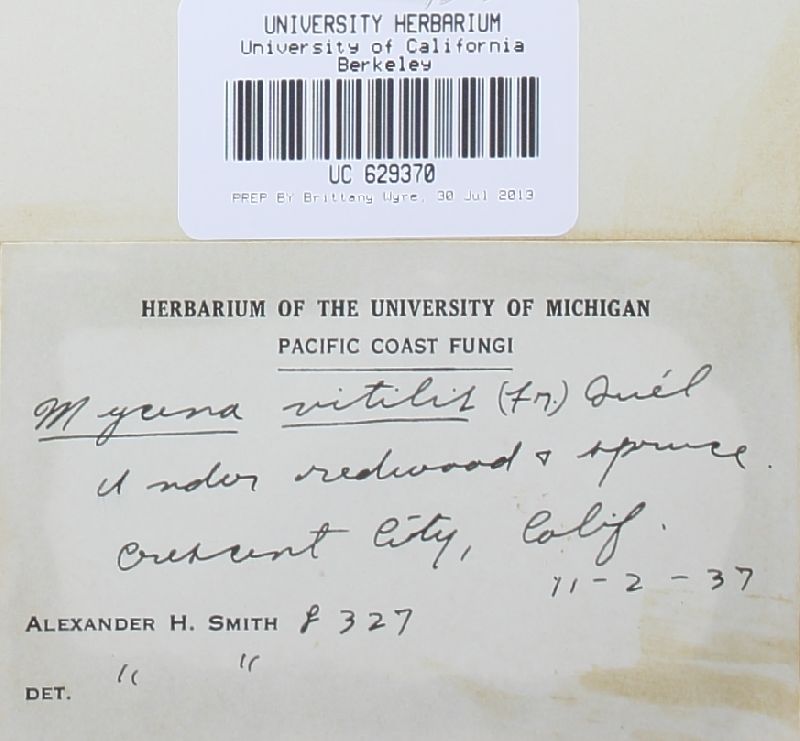 UNIVERSITY HERBARIUM
University of California
Berkeley
UC 629370
PREP BY Brittany Wyre, 30 Jul 2013
HERBARIUM OF THE UNIVERSITY OF MICHIGAN
PACIFIC COAST FUNGI
Mycena vitilis (Fr.) Quél
Under redwood & spruce.
Crescent City, Calif.
11-2-37
ALEXANDER H. SMITH 8327
" "
DET.